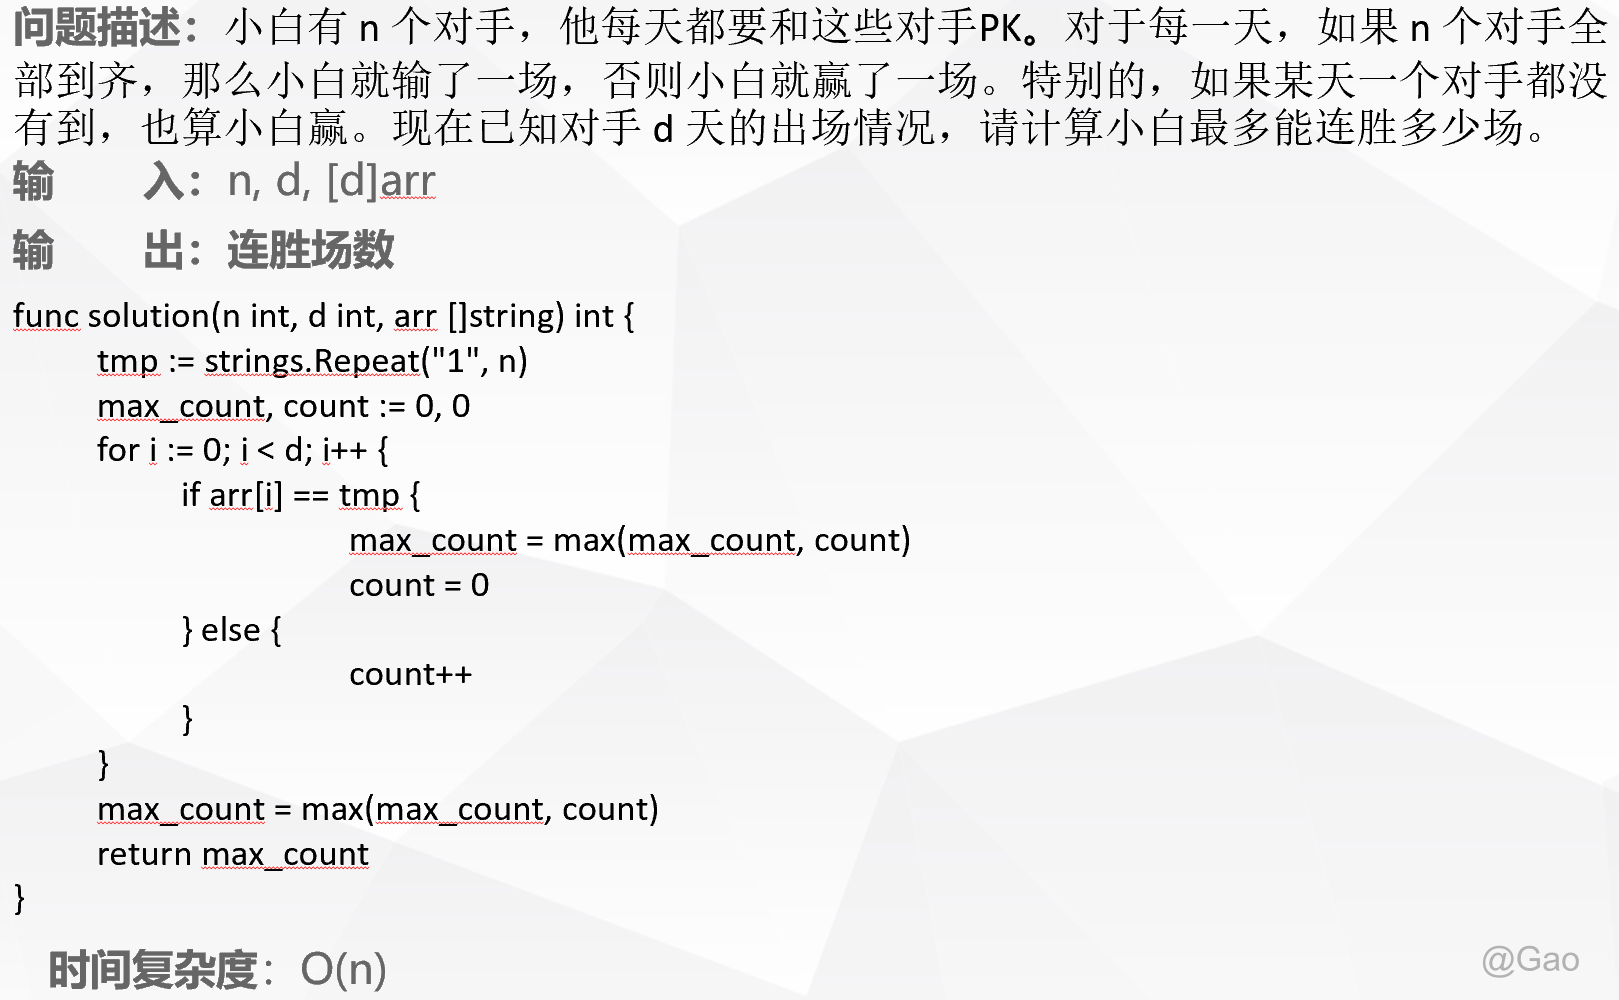 问题描述：小白有 n 个对手，他每天都要和这些对手PK。对于每一天，如果 n 个对手全
部到齐，那么小白就输了一场，否则小白就赢了一场。特别的，如果某天一个对手都没
有到，也算小白赢。现在已知对手 d 天的出场情况，请计算小白最多能连胜多少场。
输 入：n, d, [d]arr
输 出：连胜场数
func solution(n int, d int, arr []string) int {
tmp := strings.Repeat("1", n)
max_count, count := 0, 0
for i := 0; i < d; i++ {
if arr[i] == tmp {
max_count = max(max_count, count)
count = 0
} else {
count++
}
}
max_count = max(max_count, count)
return max_count
}
时间复杂度：O(n)
@Gao